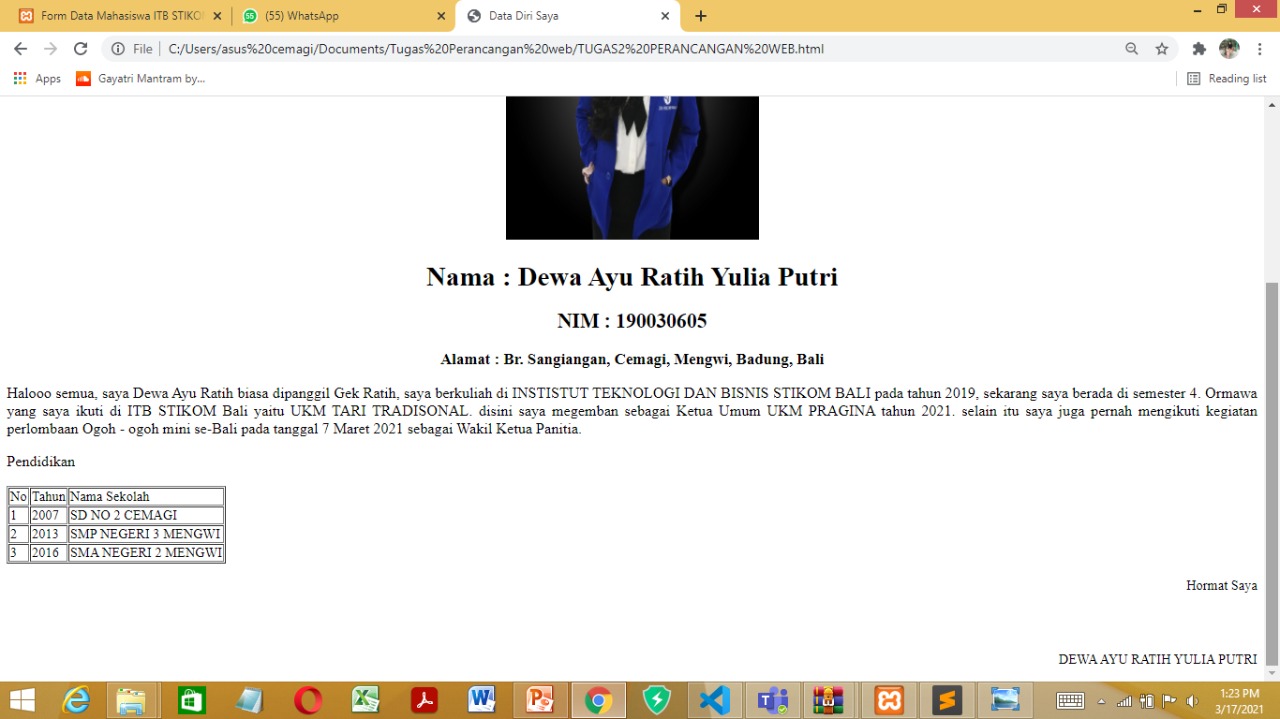 Form Data Mahasiswa ITB STIKO
(55) WhatsApp
Data Diri Saya
File C:/Users/asus%20cemagi/Documents/Tugas%20Perancangan%20web/TUGAS2%20PERANCANGAN%20WEB.html
Apps Gayatri Mantram by... Reading list
Nama : Dewa Ayu Ratih Yulia Putri
NIM : 190030605
Alamat : Br. Sangiangan, Cemagi, Mengwi, Badung, Bali
Halooo semua, saya Dewa Ayu Ratih biasa dipanggil Gek Ratih, saya berkuliah di INSTISTUT TEKNOLOGI DAN BISNIS STIKOM BALI pada tahun 2019, sekarang saya berada di semester 4. Ormawa
yang saya ikuti di ITB STIKOM Bali yaitu UKM TARI TRADISONAL. disini saya megemban sebagai Ketua Umum UKM PRAGINA tahun 2021. selain itu saya juga pernah mengikuti kegiatan
perlombaan Ogoh - ogoh mini se-Bali pada tanggal 7 Maret 2021 sebagai Wakil Ketua Panitia.
Pendidikan
No Tahun Nama Sekolah
1 2007 SD NO 2 CEMAGI
2 2013 SMP NEGERI 3 MENGWI
3 2016 SMA NEGERI 2 MENGWI
Hormat Saya
DEWA AYU RATIH YULIA PUTRI
1:23 PM
3/17/2021